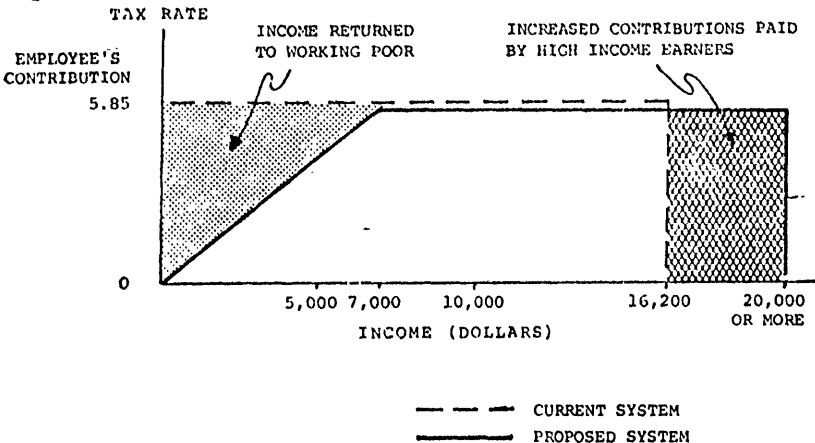 TAX RATE
INCOME RETURNED
TO WORKING POOR
INCREASED CONTRIBUTIONS PAID
BY HIGH INCOME EARNERS
EMPLOYEE'S
CONTRIBUTION
5.85
0
5,000 7,000 10,000 16,200 20,000
OR MORE
INCOME (DOLLARS)
CURRENT SYSTEM
PROPOSED SYSTEM